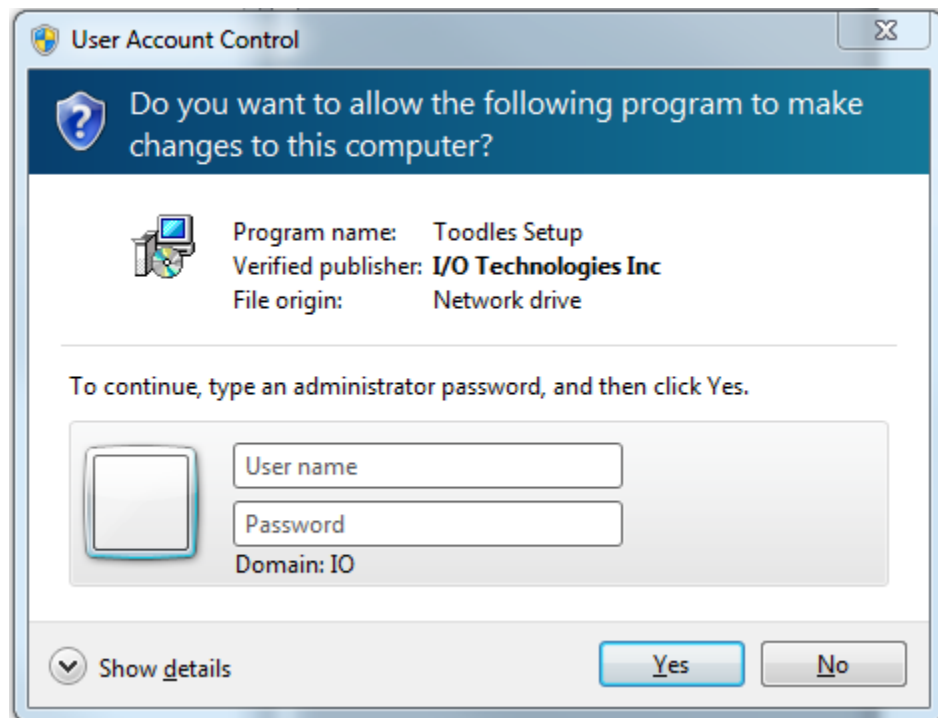 User Account Control
Do you want to allow the following program to make
changes to this computer?
Program name: Toodles Setup
Verified publisher: I/O Technologies Inc
File origin: Network drive
To continue, type an administrator password, and then click Yes.
User name
Password
Domain: IO
Show details
Yes
No